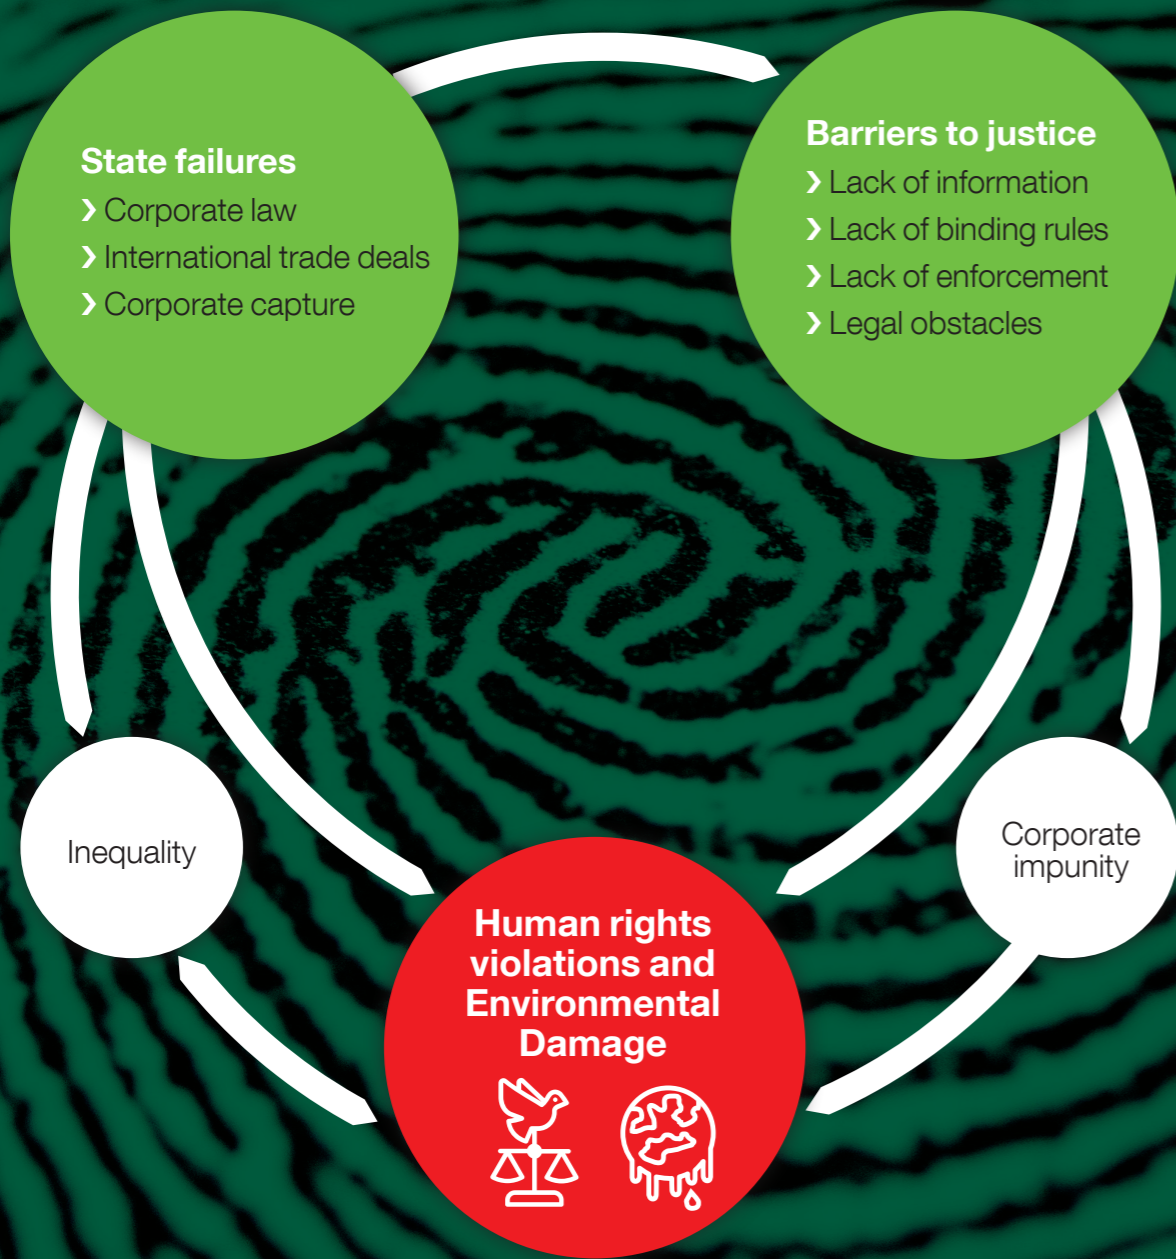 State failures
› Corporate law
› International trade deals
› Corporate capture
Barriers to justice
› Lack of information
› Lack of binding rules
› Lack of enforcement
› Legal obstacles
Inequality
Corporate
impunity
Human rights
violations and
Environmental
Damage